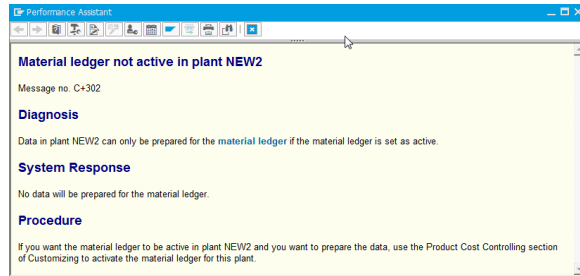 Performance Assistant
Material ledger not active in plant NEW2
Message no. C+302
Diagnosis
Data in plant NEW2 can only be prepared for the material ledger if the material ledger is set as active.
System Response
No data will be prepared for the material ledger.
Procedure
If you want the material ledger to be active in plant NEW2 and you want to prepare the data, use the Product Cost Controlling section
of Customizing to activate the material ledger for this plant.